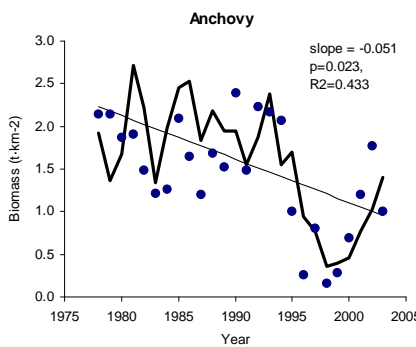 Anchovy
slope = -0.051
p=0.023,
R2=0.433
3.0
2.5
2.0
1.5
1.0
0.5
0.0
Biomass (t·km-2)
1975 1980 1985 1990 1995 2000 2005
Year